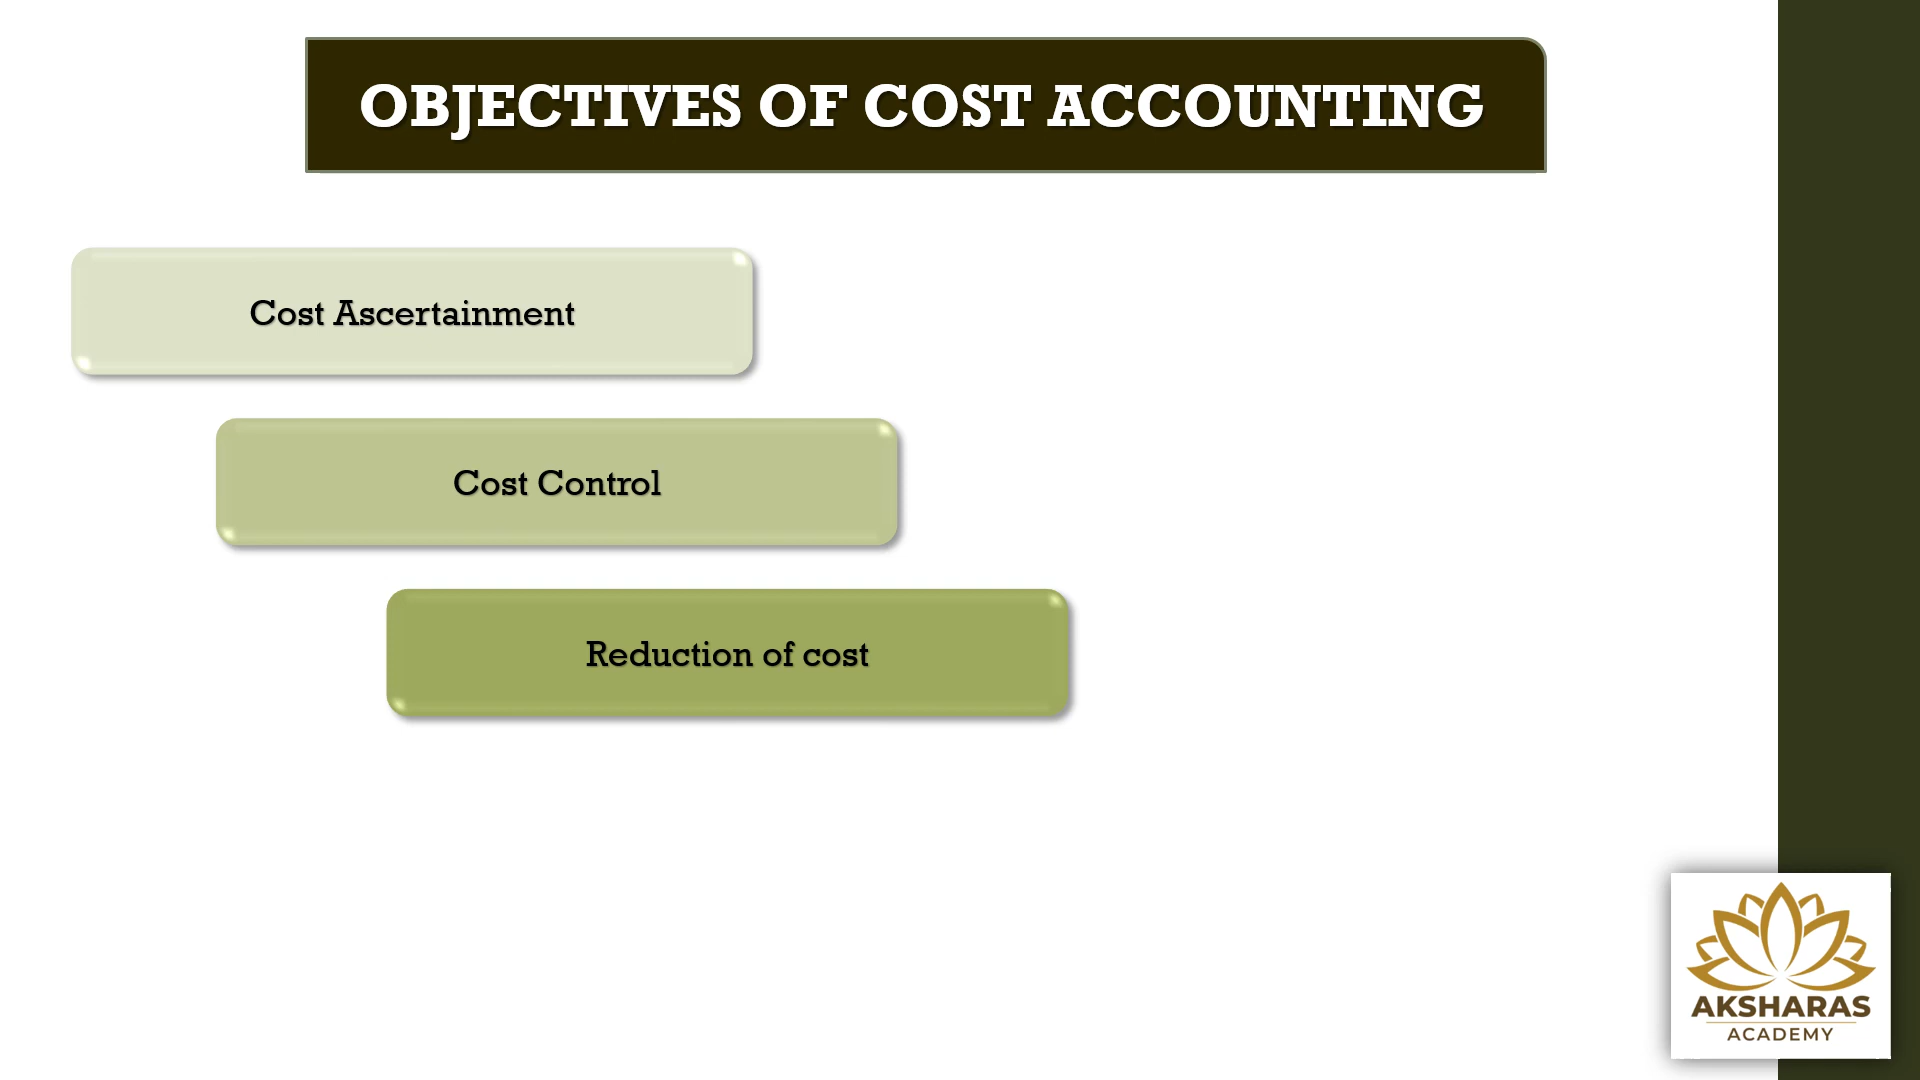 OBJECTIVES OF COST ACCOUNTING
Cost Ascertainment
Cost Control
Reduction of cost
AKSHARAS
ACADEMY